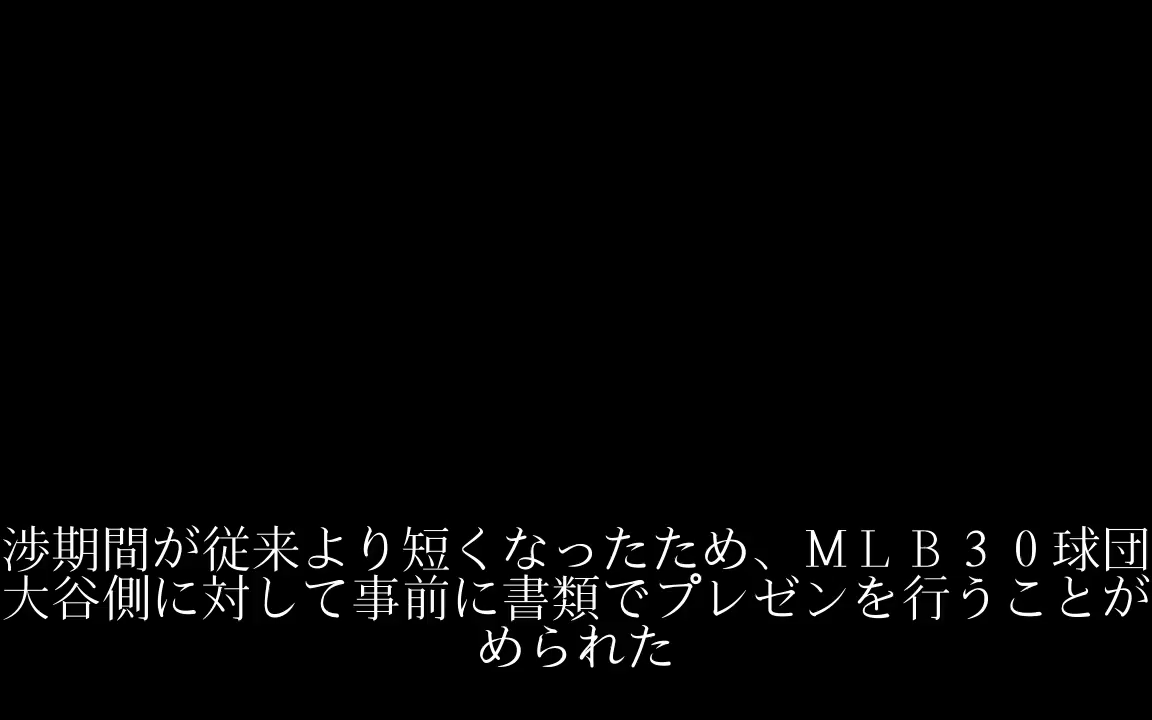 渉期間が従来より短くなったため、ＭＬＢ３０球団
大谷側に対して事前に書類でプレゼンを行うことが
められた